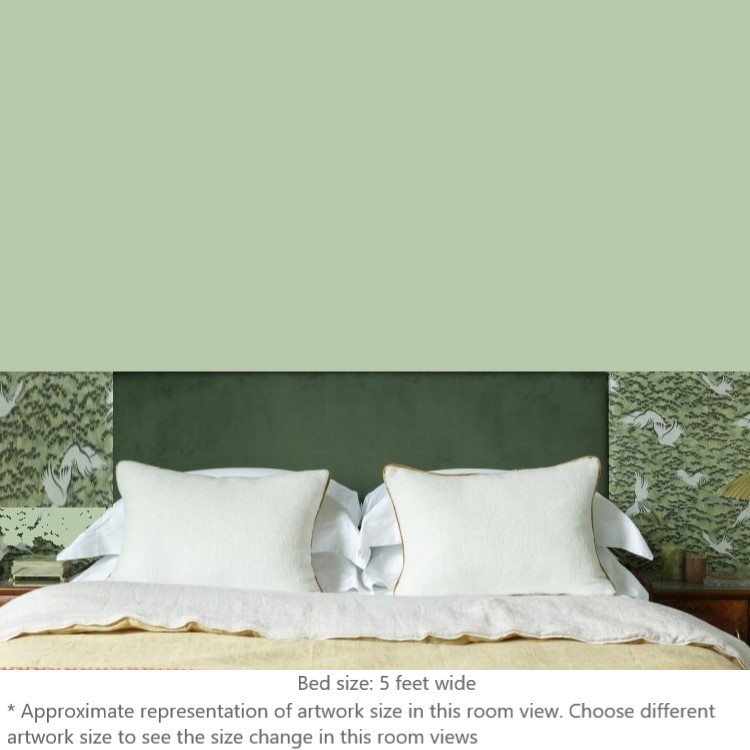 Bed size: 5 feet wide
* Approximate representation of artwork size in this room view. Choose different
artwork size to see the size change in this room views